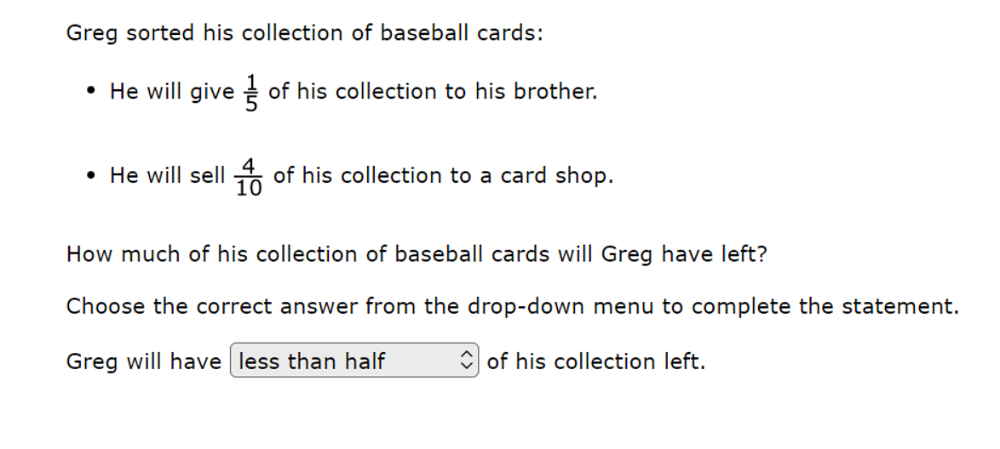 Greg sorted his collection of baseball cards:
• He will give 1/5 of his collection to his brother.
• He will sell 4/10 of his collection to a card shop.
How much of his collection of baseball cards will Greg have left?
Choose the correct answer from the drop-down menu to complete the statement.
Greg will have less than half of his collection left.